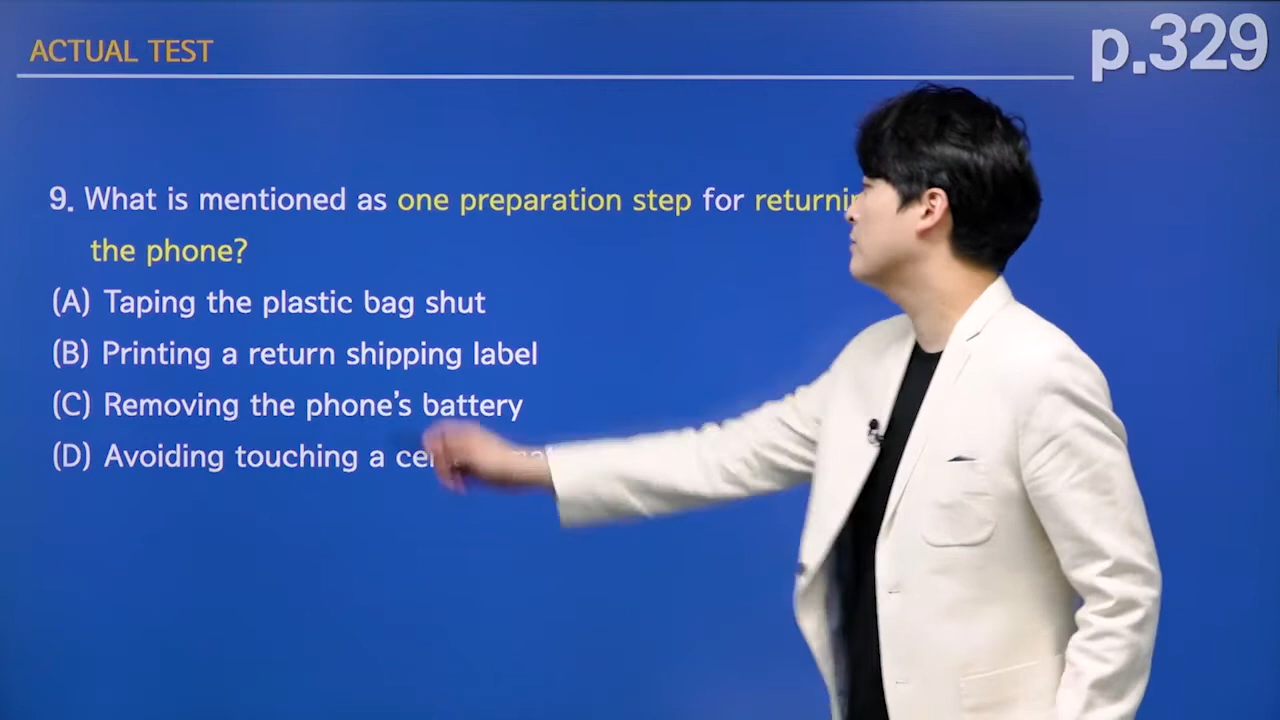 ACTUAL TEST
p.329
9. What is mentioned as one preparation step for
the phone?
(A) Taping the plastic bag shut
(B) Printing a return shipping label
(C) Removing the phone's battery
(D) Avoiding touching a